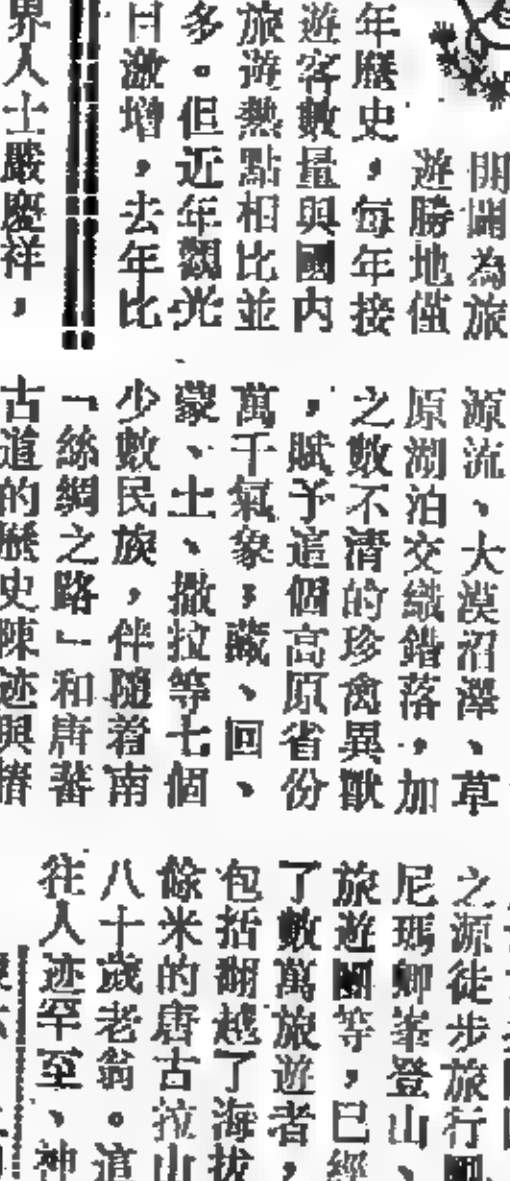 開闢為旅
遊勝地僅
年歷史，每年接
遊客數量與國內
旅遊熱點相比並
多。但近年觀光
日激增，去年比
界人士嚴慶祥，
源流、大漠沼澤、草
原湖泊交織錯落，加
之數不清的珍禽異獸
，賦予這個高原省份
萬千氣象；藏、回、
蒙、土、撒拉等七個
少數民族，伴隨着南
「絲綢之路」和唐蕃
古道的歷史陳迹與
之源徒步旅行
尼瑪卿峯登山、
旅遊團等，已經
了數萬旅遊者，
包括翻越了海拔
餘米的唐古拉山
八十歲老翁。這
往人迹罕至、神